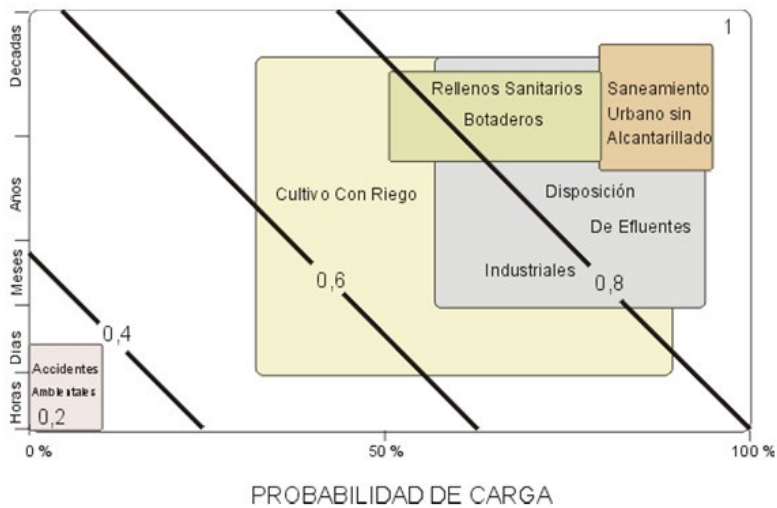 1
Decadas
Años
Meses
Días
Horas
Rellenos Sanitarios
Botaderos
Saneamiento
Urbano sin
Alcantarillado
Cultivo Con Riego
Disposición
De Efluentes
Industriales
0,8
0,6
0,4
Accidentes
Ambientales
0,2
0 %
50 %
100 %
PROBABILIDAD DE CARGA